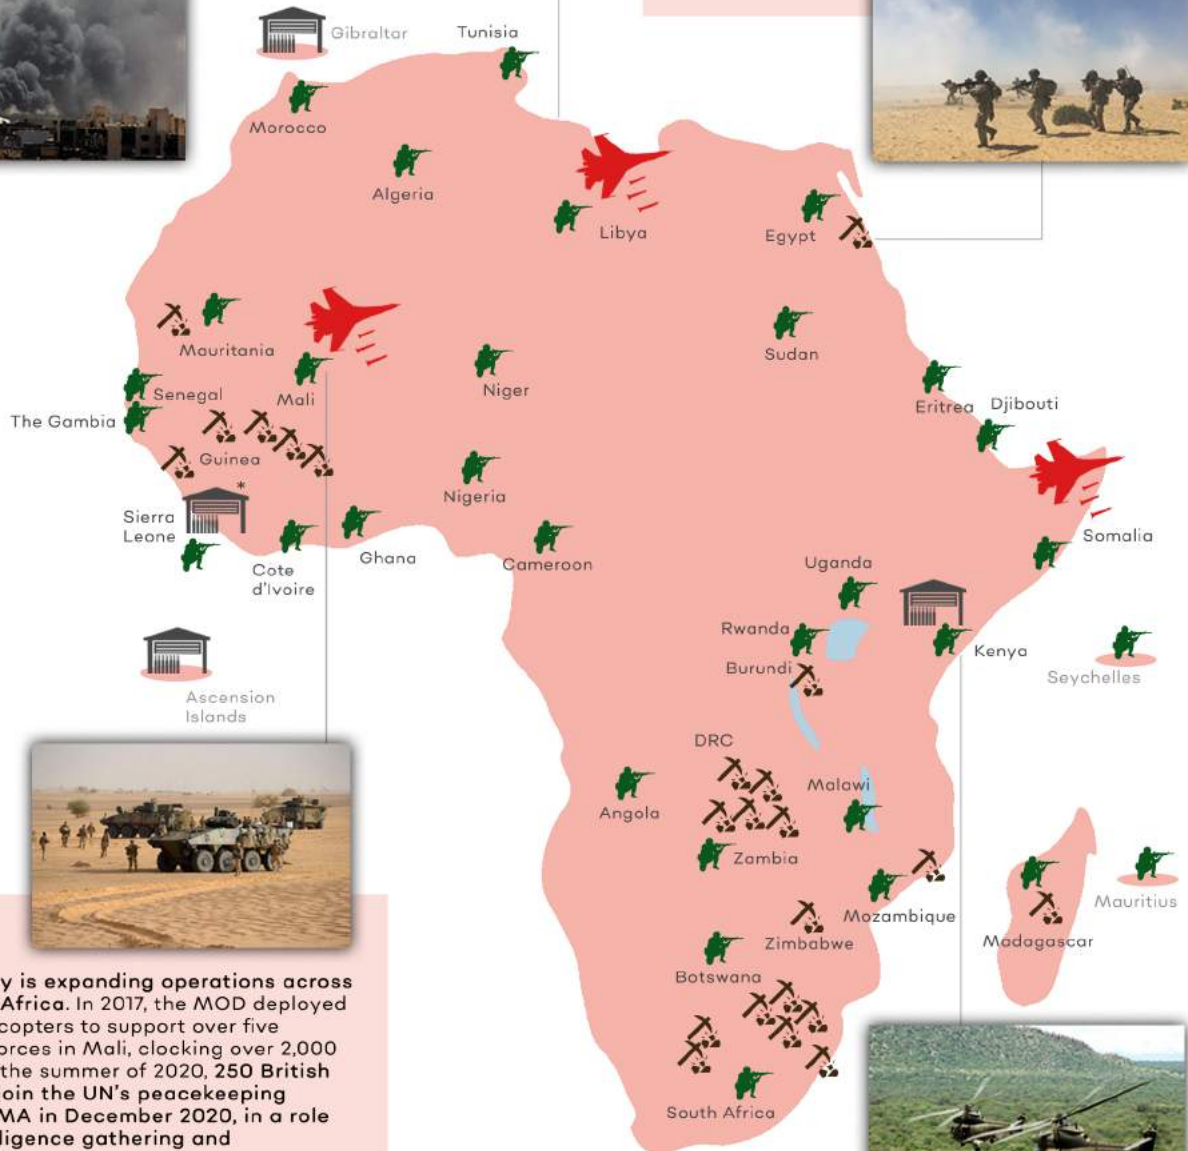 Gibraltar
Tunisia
Morocco
Algeria
Libya
Egypt
Mauritania
Sudan
Senegal
Mali
Niger
Eritrea
Djibouti
The Gambia
Guinea
Nigeria
*
Sierra
Leone
Cote
d'Ivoire
Ghana
Cameroon
Somalia
Uganda
Rwanda
Kenya
Burundi
Seychelles
Ascension
Islands
DRC
Malawi
Angola
Zambia
Mozambique
Mauritius
Zimbabwe
Madagascar
Botswana
South Africa
y is expanding operations across
Africa. In 2017, the MOD deployed
copters to support over five
orces in Mali, clocking over 2,000
the summer of 2020, 250 British
oin the UN's peacekeeping
MA in December 2020, in a role
ligence gathering and